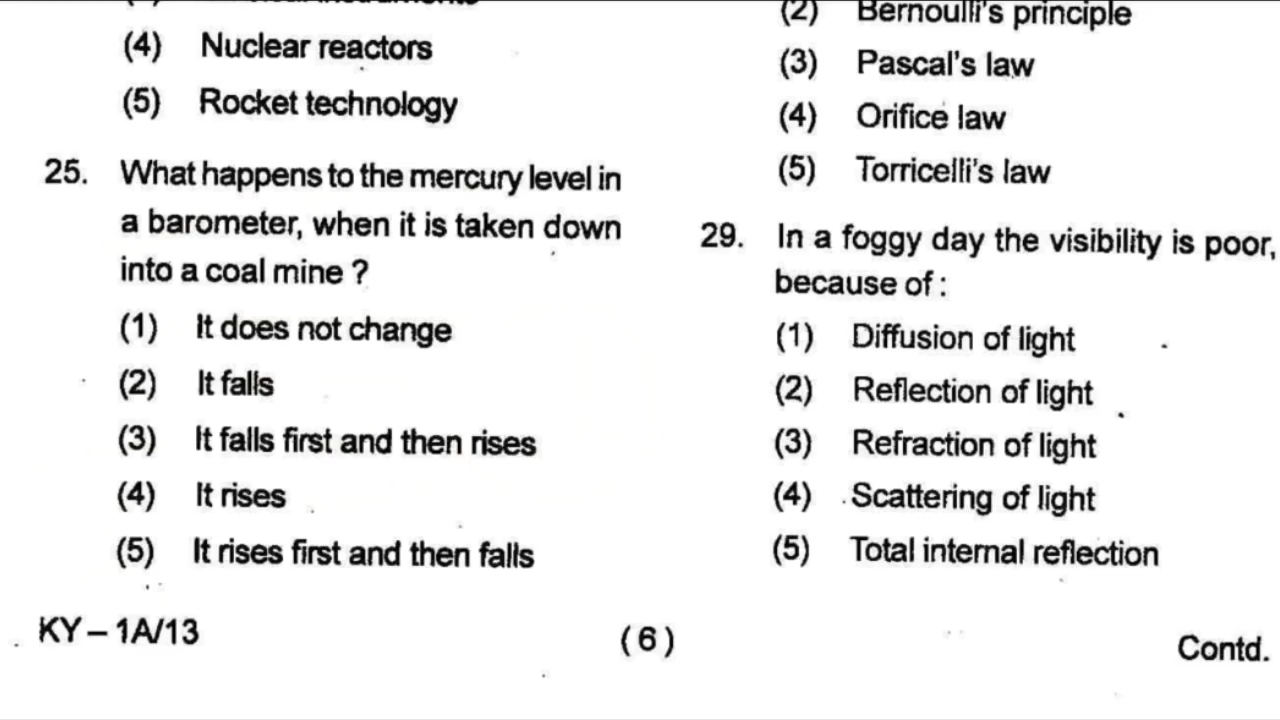 (4) Nuclear reactors
(5) Rocket technology
25. What happens to the mercury level in
a barometer, when it is taken down
into a coal mine ?
(1) It does not change
(2) It falls
(3) It falls first and then rises
(4) It rises
(5) It rises first and then falls
(2) Bernoulli's principle
(3) Pascal's law
(4) Orifice law
(5) Torricelli's law
29. In a foggy day the visibility is poor,
because of :
(1) Diffusion of light
(2) Reflection of light
(3) Refraction of light
(4) Scattering of light
(5) Total internal reflection
KY – 1A/13
( 6 )
Contd.